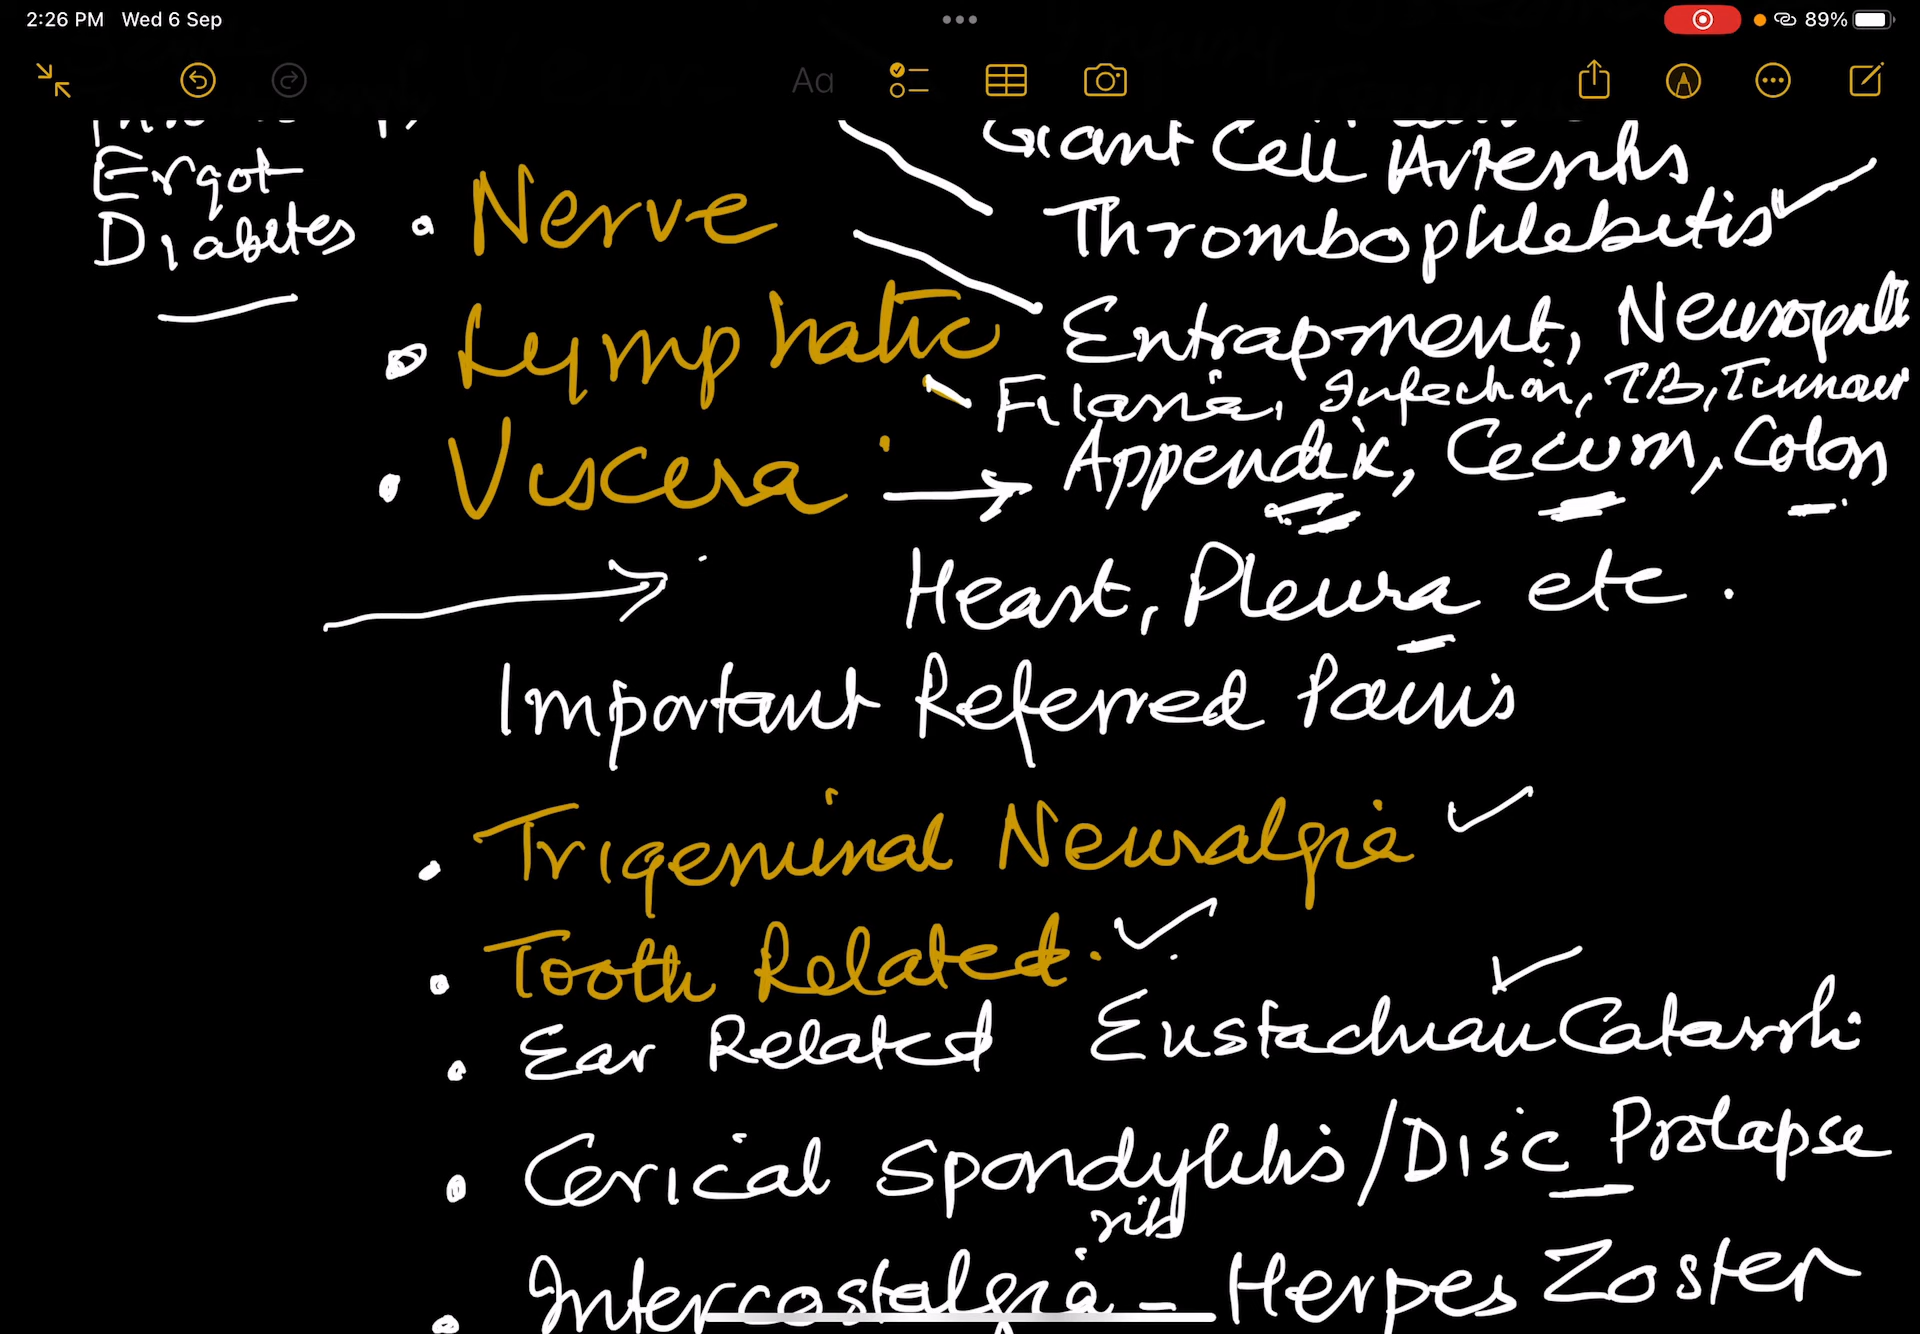 2:26 PM Wed 6 Sep
89%
Aa
Giant Cell Arteritis
Ergot
Diabetes
Nerve
Thrombophlebitis
Lymphatic
Entrapment, Neuropath
Filaria, Infection, TB, Tumour
Viscera → Appendix, Cecum, Colon
Heart, Pleura etc.
Important Referred Pains
Trigeminal Neuralgia
Tooth Related.
Ear Related Eustachian Catarrh
Cervical Spondylitis/Disc Prolapse
rib
Intercostalgia - Herpes Zoster